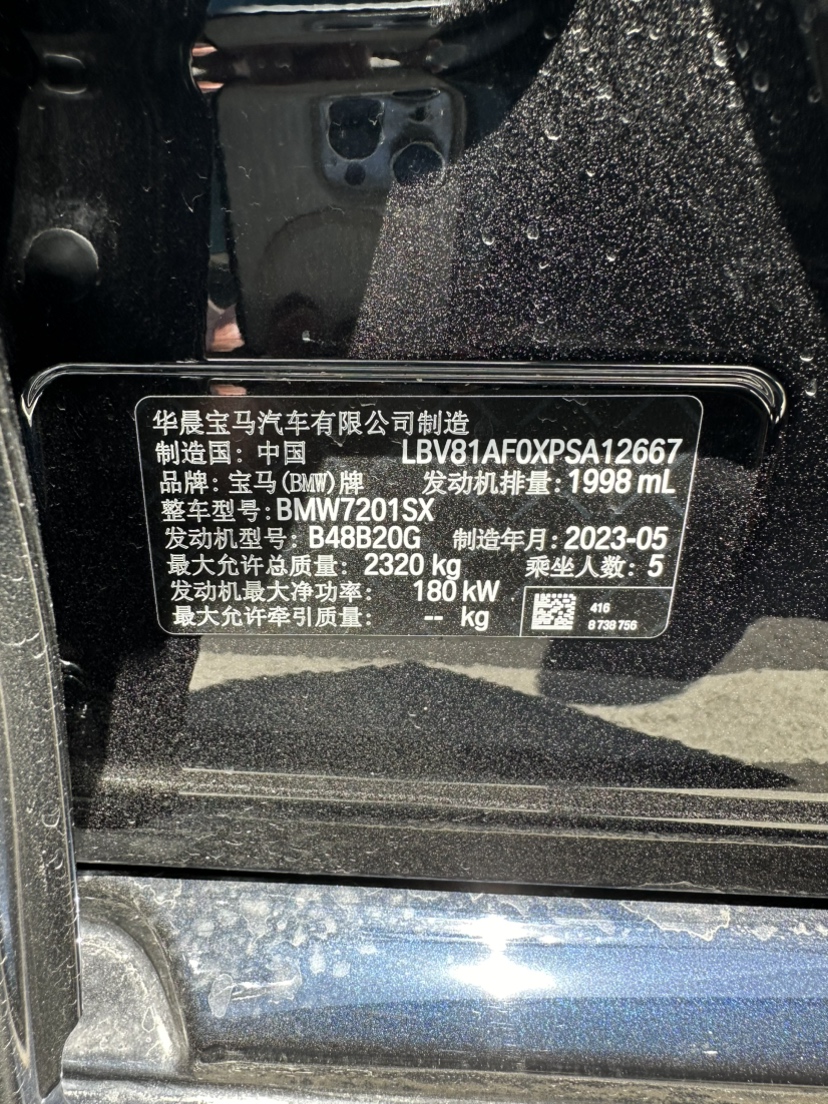 华晨宝马汽车有限公司制造
制造国：中国 LBV81AF0XPSA12667
品牌：宝马(BMW)牌 发动机排量：1998 mL
整车型号：BMW7201SX
发动机型号：B48B20G 制造年月：2023-05
最大允许总质量：2320 kg 乘坐人数：5
发动机最大净功率：180 kW
最大允许牵引质量：-- kg
416
8 738 756